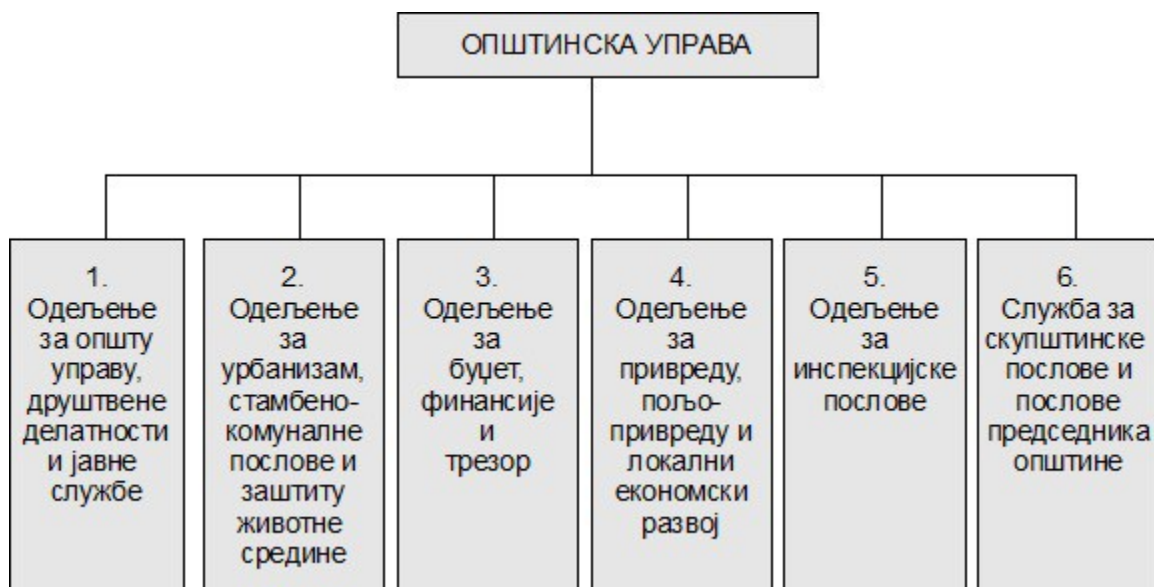 ОПШТИНСКА УПРАВА
1.
Одељење
за општу
управу,
друштвене
делатности
и јавне
службе
2.
Одељење
за
урбанизам,
стамбено-
комуналне
послове и
заштиту
животне
средине
3.
Одељење
за
буџет,
финансије
и
трезор
4.
Одељење
за
привреду,
пољо-
привреду и
локални
економски
развој
5.
Одељење
за
инспекцијске
послове
6.
Служба за
скупштинске
послове и
послове
председника
општине